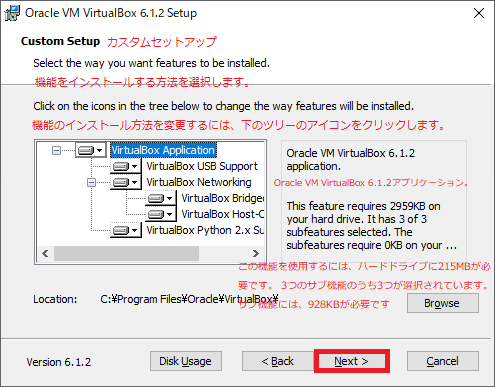 Oracle VM VirtualBox 6.1.2 Setup
Custom Setup カスタムセットアップ
Select the way you want features to be installed.
機能をインストールする方法を選択します。
Click on the icons in the tree below to change the way features will be installed.
機能のインストール方法を変更するには、下のツリーのアイコンをクリックします。
VirtualBox Application
VirtualBox USB Support
VirtualBox Networking
VirtualBox Bridged
VirtualBox Host-O
VirtualBox Python 2.x Su
Oracle VM VirtualBox 6.1.2
application.
Oracle VM VirtualBox 6.1.2アプリケーション。
This feature requires 2959KB on
your hard drive. It has 3 of 3
subfeatures selected. The
subfeatures require 0KB on your ...
この機能を使用するには、ハードドライブに215MBが必
要です。 3つのサブ機能のうち3つが選択されています。
サブ機能には、928KBが必要です
Location: C:¥Program Files¥Oracle¥VirtualBox¥
Browse
Version 6.1.2 Disk Usage < Back Next > Cancel